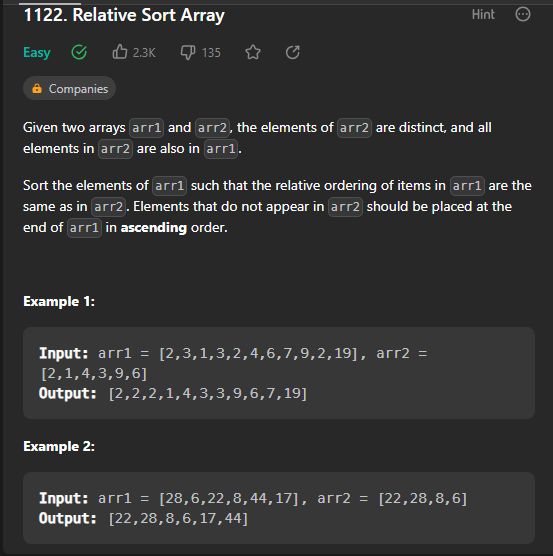 1122. Relative Sort Array
Hint
Easy
2.3K
135
Companies
Given two arrays arr1 and arr2, the elements of arr2 are distinct, and all
elements in arr2 are also in arr1.
Sort the elements of arr1 such that the relative ordering of items in arr1 are the
same as in arr2. Elements that do not appear in arr2 should be placed at the
end of arr1 in ascending order.
Example 1:
Input: arr1 = [2,3,1,3,2,4,6,7,9,2,19], arr2 =
[2,1,4,3,9,6]
Output: [2,2,2,1,4,3,3,9,6,7,19]
Example 2:
Input: arr1 = [28,6,22,8,44,17], arr2 = [22,28,8,6]
Output: [22,28,8,6,17,44]